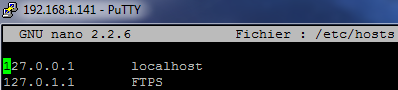 192.168.1.141 - PuTTY
GNU nano 2.2.6 Fichier : /etc/hosts
127.0.0.1 localhost
127.0.1.1 FTPS